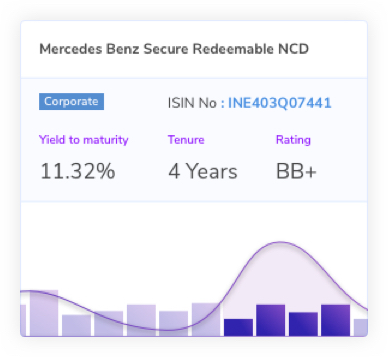 Mercedes Benz Secure Redeemable NCD
Corporate ISIN No : INE403Q07441
Yield to maturity Tenure Rating
11.32% 4 Years BB+